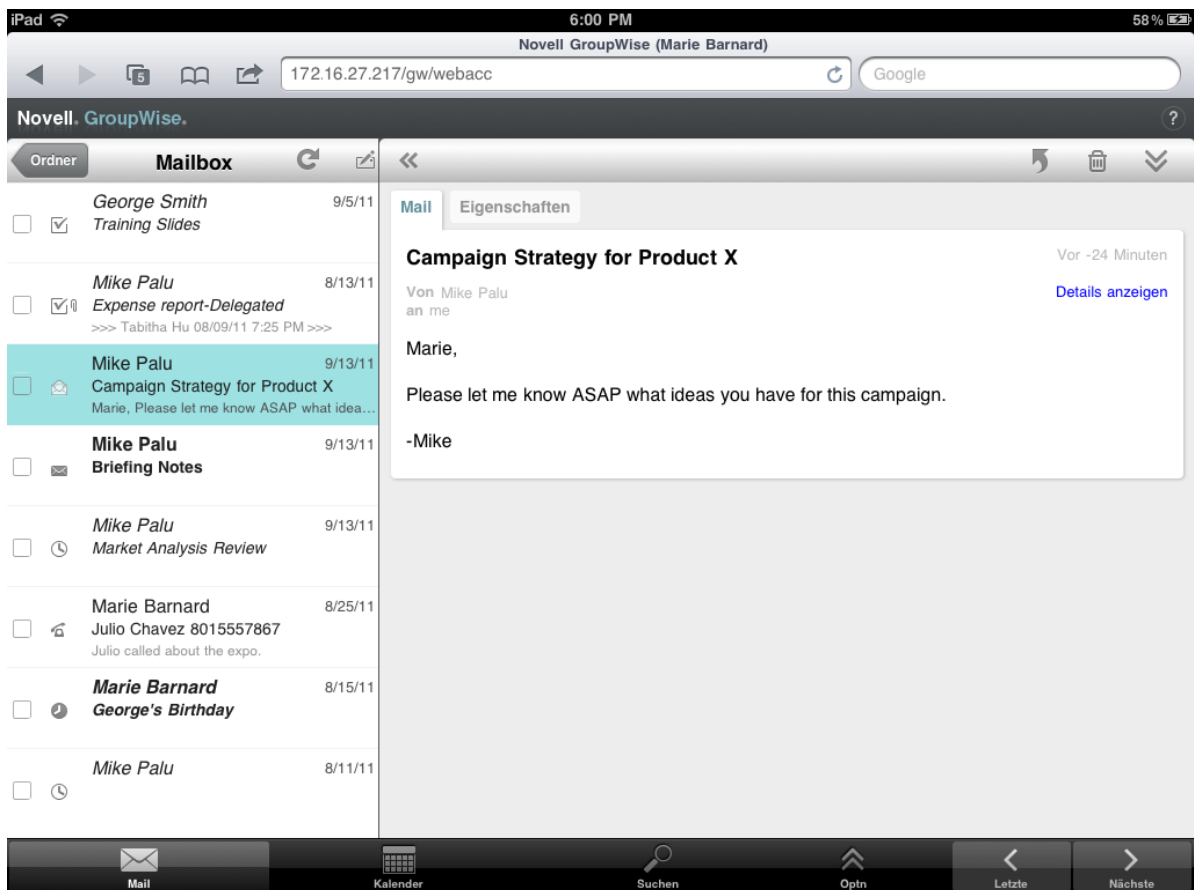 iPad 6:00 PM 58 %
Novell GroupWise (Marie Barnard)
5 172.16.27.217/gw/webacc Google
Novell. GroupWise. ?
Ordner Mailbox
George Smith 9/5/11
Training Slides
Mike Palu 8/13/11
Expense report-Delegated
>>> Tabitha Hu 08/09/11 7:25 PM >>>
Mike Palu 9/13/11
Campaign Strategy for Product X
Marie, Please let me know ASAP what idea...
Mike Palu 9/13/11
Briefing Notes
Mike Palu 9/13/11
Market Analysis Review
Marie Barnard 8/25/11
Julio Chavez 8015557867
Julio called about the expo.
Marie Barnard 8/15/11
George's Birthday
Mike Palu 8/11/11
Mail Eigenschaften
Campaign Strategy for Product X Vor -24 Minuten
Von Mike Palu Details anzeigen
an me
Marie,
Please let me know ASAP what ideas you have for this campaign.
-Mike
Mail Kalender Suchen Optn Letzte Nächste